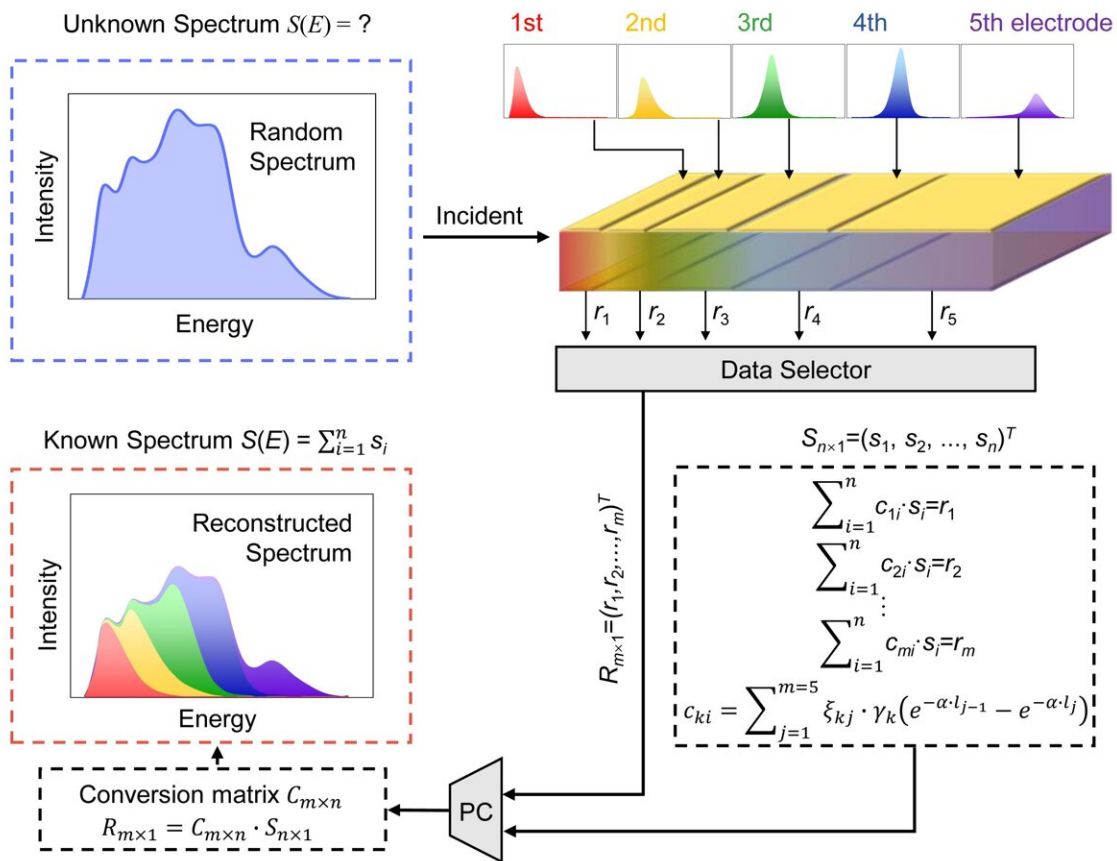 Unknown Spectrum S(E) = ?
Intensity
Random
Spectrum
Energy
Incident
1st 2nd 3rd 4th 5th electrode
r₁ r₂ r₃ r₄ r₅
Data Selector
Known Spectrum S(E) = ∑ⁿᵢ₌₁ sᵢ
Intensity
Reconstructed
Spectrum
Energy
Rₘₓ₁=(r₁,r₂,...,rₘ)ᵀ
Sₙₓ₁=(s₁, s₂, ..., sₙ)ᵀ
∑ⁿᵢ₌₁ c₁ᵢ·sᵢ=r₁
∑ⁿᵢ₌₁ c₂ᵢ·sᵢ=r₂
⋮
∑ⁿᵢ₌₁ cₘᵢ·sᵢ=rₘ
cₖᵢ = ∑ᵐ⁼⁵ⱼ₌₁ ξₖⱼ · γₖ(e^{−α·lⱼ₋₁} − e^{−α·lⱼ})
Conversion matrix Cₘₓₙ
Rₘₓ₁ = Cₘₓₙ · Sₙₓ₁
PC